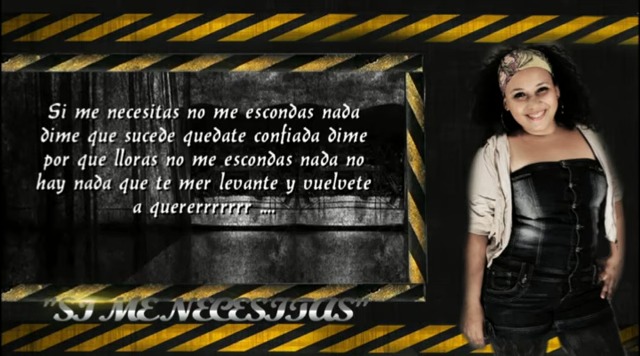 Si me necesitas no me escondas nada
dime que sucede quedate confiada dime
por que lloras no me escondas nada no
hay nada que te mer levante y vuelvete
a quererrrrrrr ....
"SI ME NECESITAS"